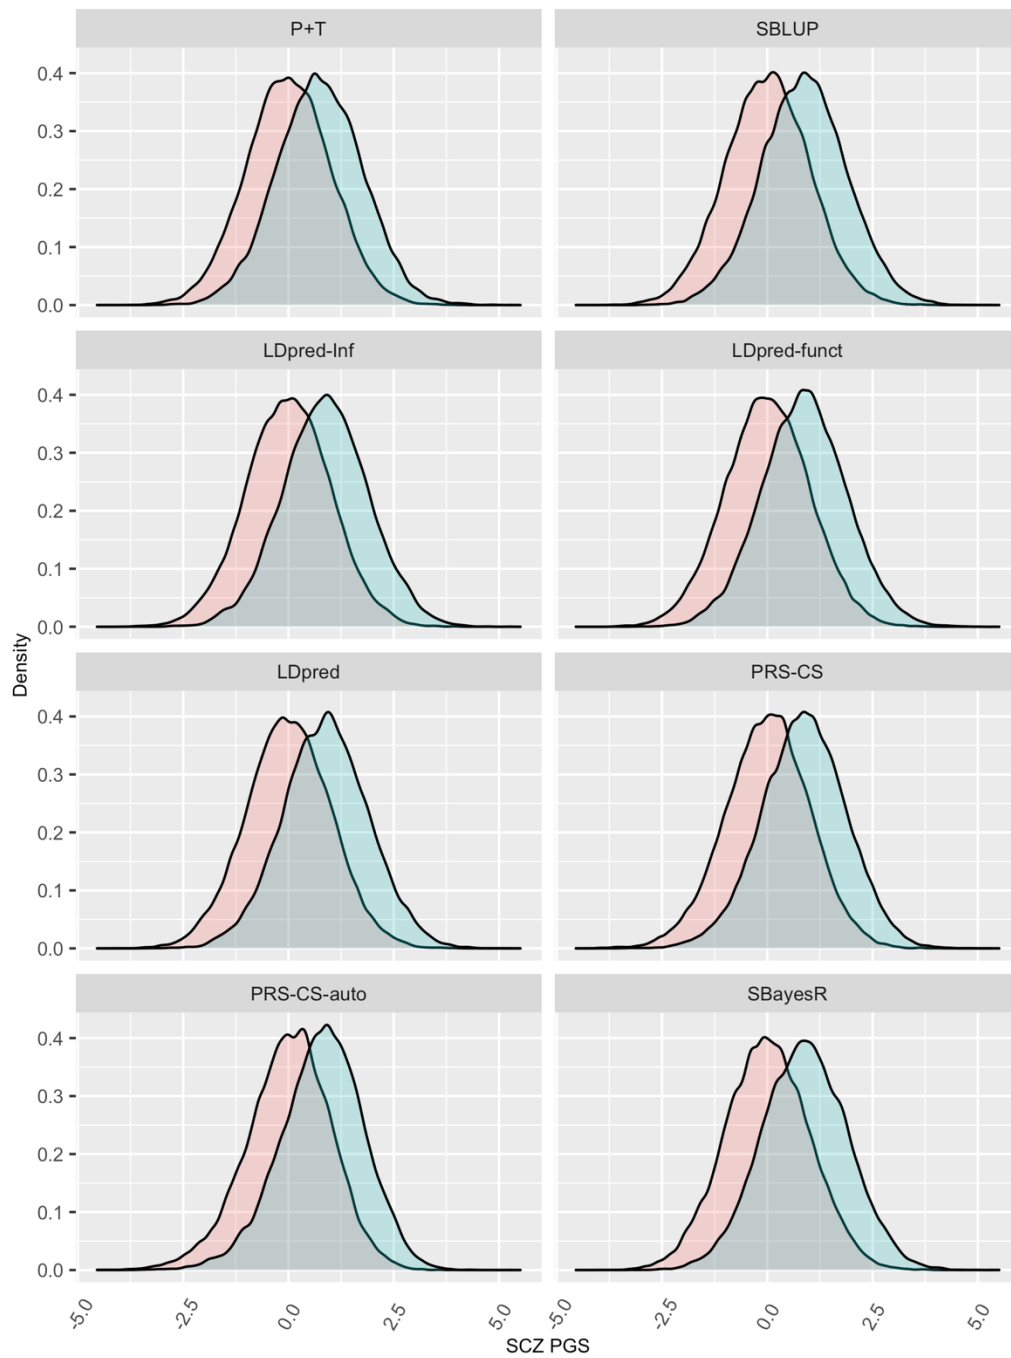 P+T SBLUP
0.4
0.3
0.2
0.1
0.0
LDpred-Inf LDpred-funct
0.4
0.3
0.2
0.1
0.0
Density
LDpred PRS-CS
0.4
0.3
0.2
0.1
0.0
PRS-CS-auto SBayesR
0.4
0.3
0.2
0.1
0.0
-5.0 -2.5 0.0 2.5 5.0 -5.0 -2.5 0.0 2.5 5.0
SCZ PGS